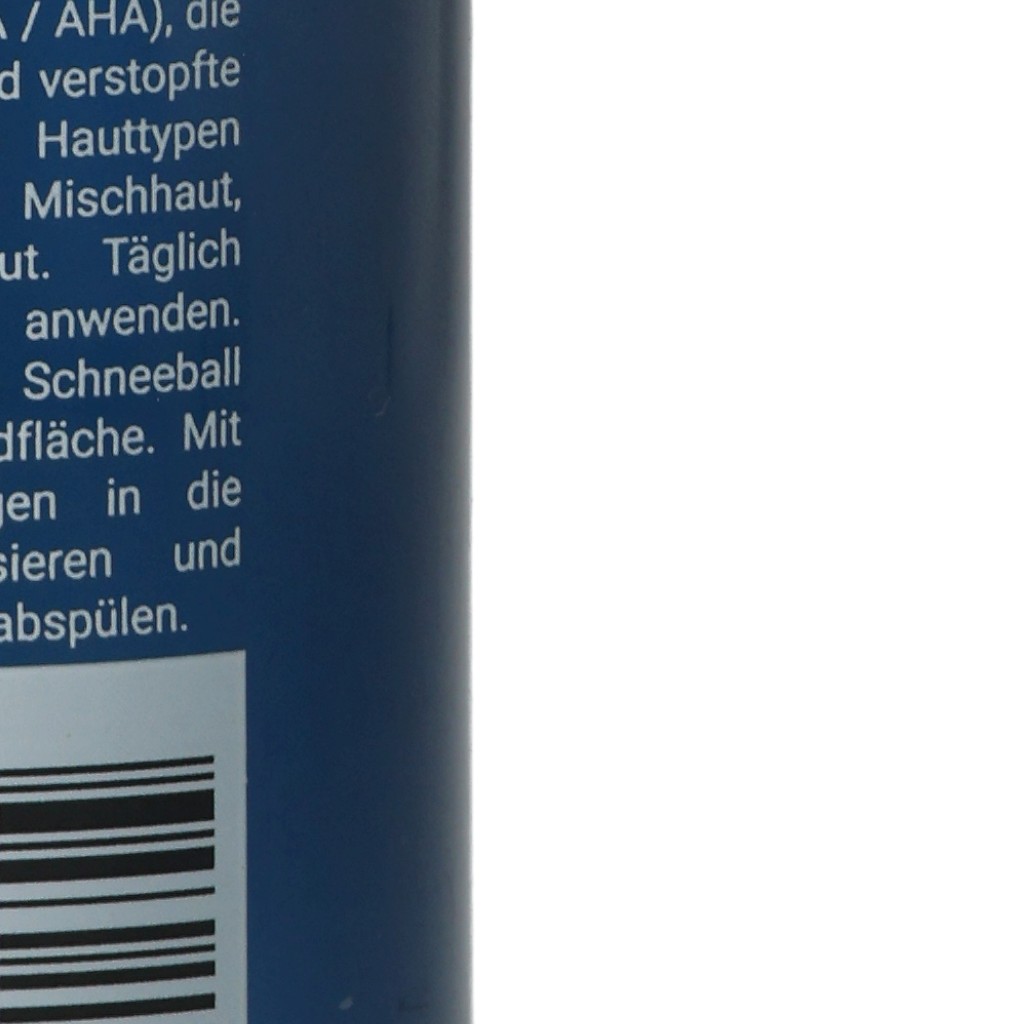 / AHA), die
verstopfte
Hauttypen
Mischhaut,
ut. Täglich
anwenden.
Schneeball
dfläche. Mit
gen in die
sieren und
abspülen.